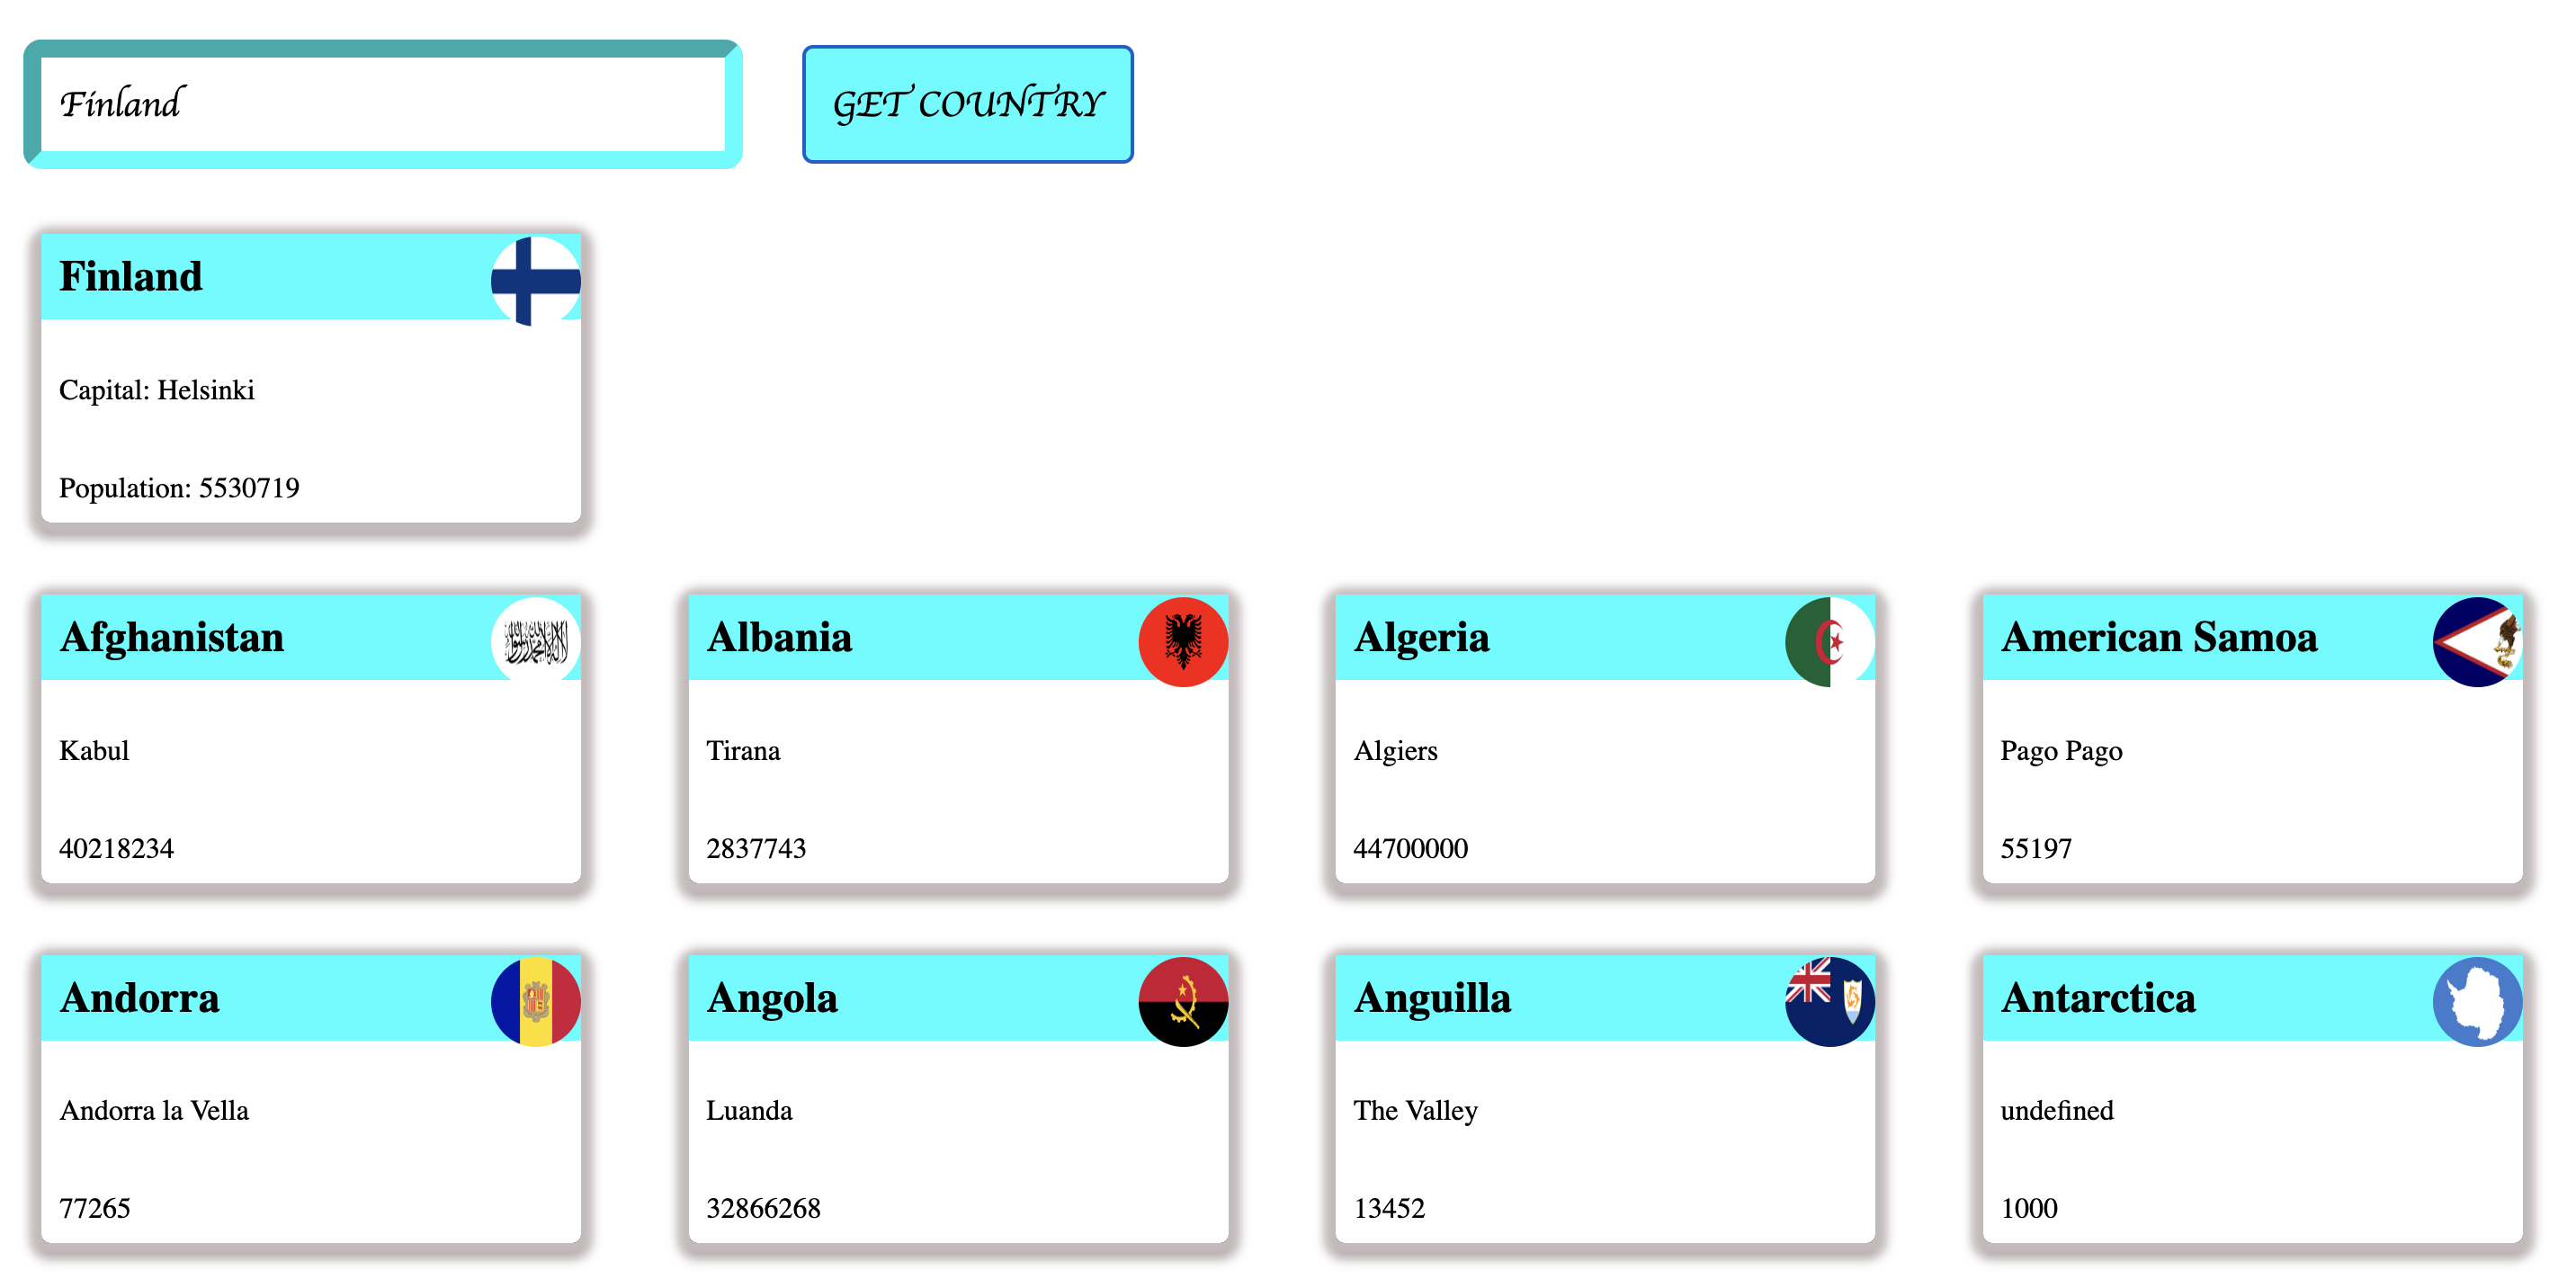 Finland
GET COUNTRY
Finland
Capital: Helsinki
Population: 5530719
Afghanistan
Kabul
40218234
Albania
Tirana
2837743
Algeria
Algiers
44700000
American Samoa
Pago Pago
55197
Andorra
Andorra la Vella
77265
Angola
Luanda
32866268
Anguilla
The Valley
13452
Antarctica
undefined
1000